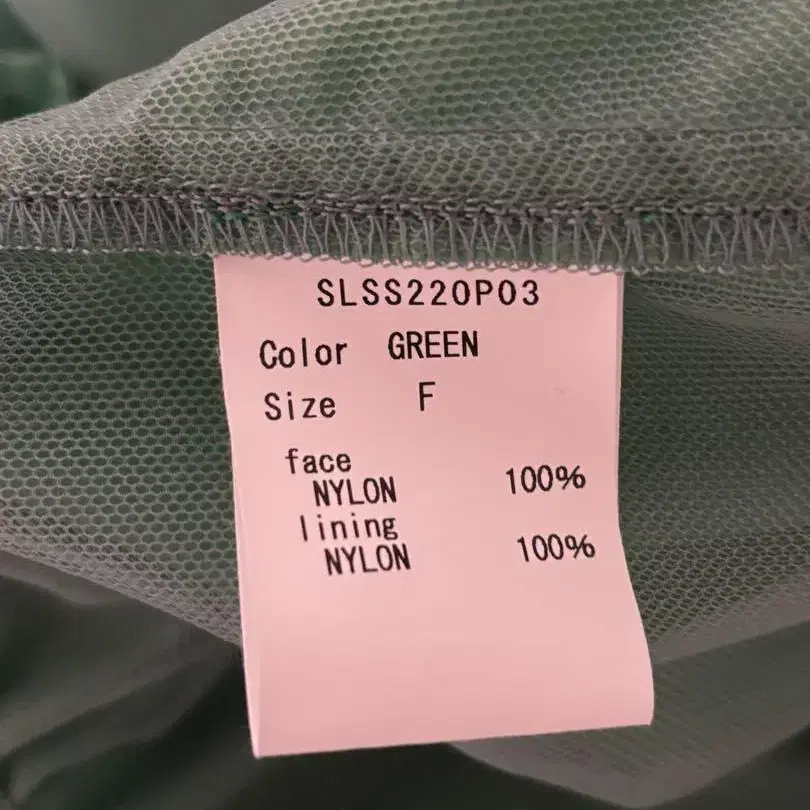 SLSS220P03
Color GREEN
Size F
face
NYLON 100%
lining
NYLON 100%